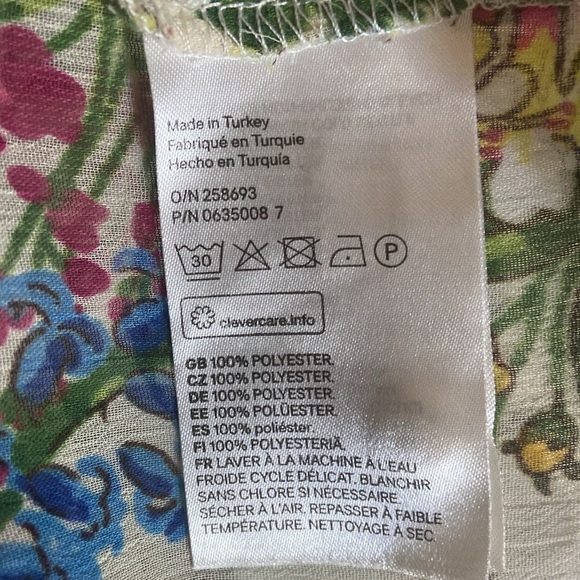 Made in Turkey
Fabriqué en Turquie
Hecho en Turquía
O/N 258693
P/N 0635008 7
30 P
clevercare.info
GB 100% POLYESTER.
CZ 100% POLYESTER.
DE 100% POLYESTER.
EE 100% POLÜESTER.
ES 100% poliéster.
FI 100% POLYESTERIÄ.
FR LAVER À LA MACHINE À L'EAU
FROIDE CYCLE DÉLICAT. BLANCHIR
SANS CHLORE SI NÉCESSAIRE.
SÉCHER À L'AIR. REPASSER À FAIBLE
TEMPÉRATURE. NETTOYAGE À SEC.